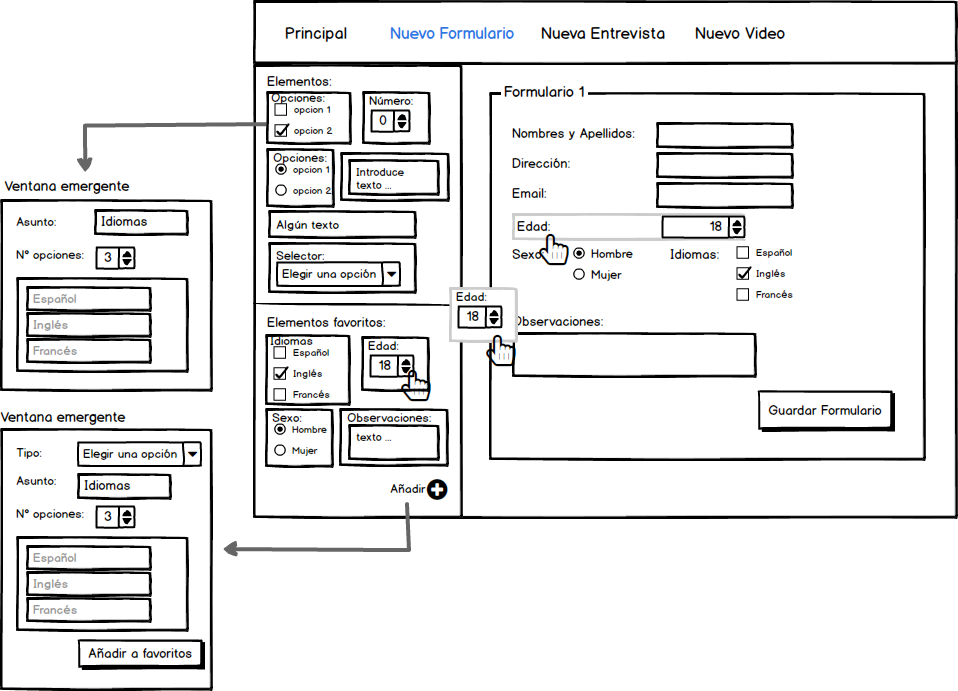 Principal Nuevo Formulario Nueva Entrevista Nuevo Video
Elementos:
Opciones:
opcion 1
opcion 2
Número:
0
Opciones:
opcion 1
opcion 2
Introduce
texto ...
Algún texto
Selector:
Elegir una opción
Elementos favoritos:
Idiomas
Español
Inglés
Francés
Edad:
18
Sexo:
Hombre
Mujer
Observaciones:
texto ...
Añadir
Edad:
18
Formulario 1
Nombres y Apellidos:
Dirección:
Email:
Edad: 18
Sexo Hombre
Mujer
Idiomas: Español
Inglés
Francés
Observaciones:
Guardar Formulario
Ventana emergente
Asunto: Idiomas
Nº opciones: 3
Español
Inglés
Francés
Ventana emergente
Tipo: Elegir una opción
Asunto: Idiomas
Nº opciones: 3
Español
Inglés
Francés
Añadir a favoritos